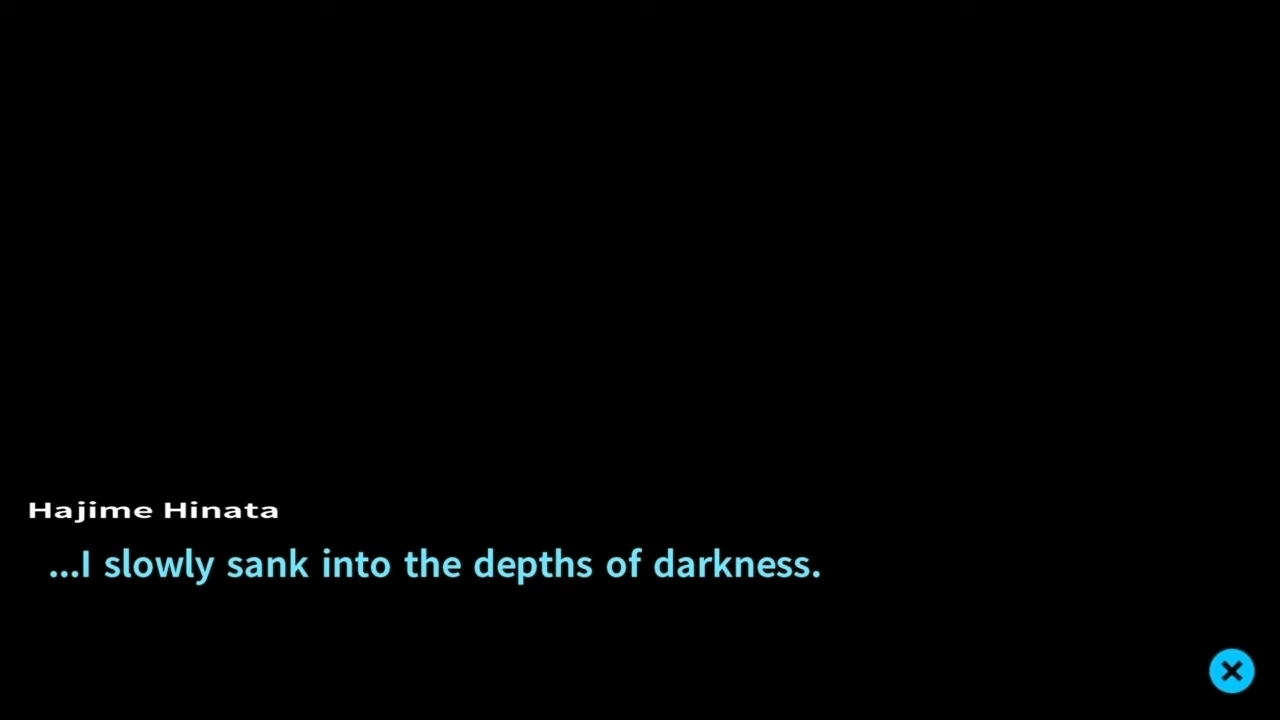 Hajime Hinata
...I slowly sank into the depths of darkness.